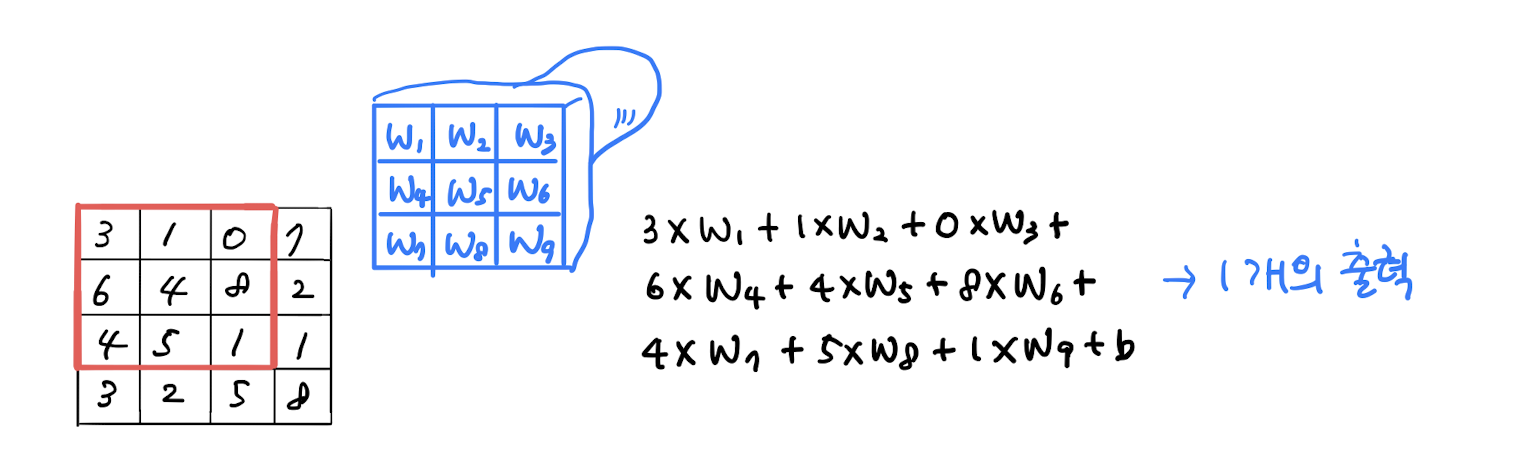 W₁ W₂ W₃
W₄ W₅ W₆
W₇ W₈ W₉
3 1 0 7
6 4 8 2
4 5 1 1
3 2 5 8
3×W₁ + 1×W₂ + 0×W₃ +
6×W₄ + 4×W₅ + 8×W₆ +
4×W₇ + 5×W₈ + 1×W₉ + b
→ 1개의 출력